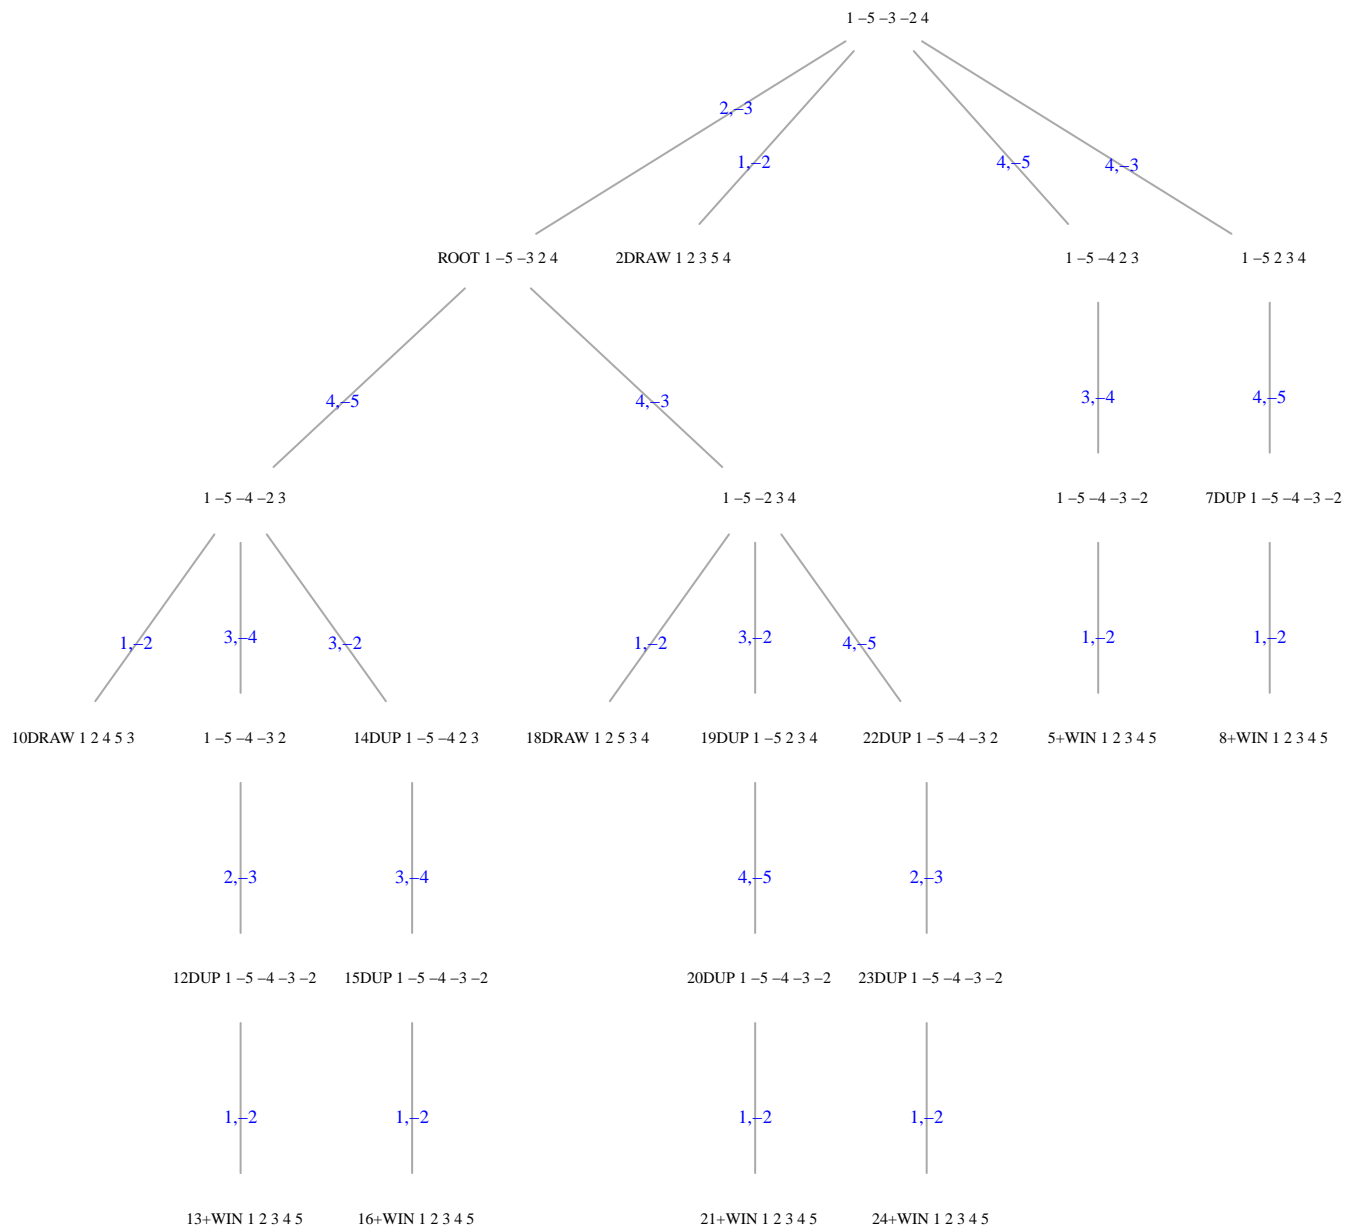 1 –5 –3 –2 4
2,–3
1,–2
4,–5
4,–3
ROOT 1 –5 –3 2 4
2DRAW 1 2 3 5 4
1 –5 –4 2 3
1 –5 2 3 4
4,–5
4,–3
3,–4
4,–5
1 –5 –4 –2 3
1 –5 –2 3 4
1 –5 –4 –3 –2
7DUP 1 –5 –4 –3 –2
1,–2
3,–4
3,–2
1,–2
3,–2
4,–5
1,–2
1,–2
10DRAW 1 2 4 5 3
1 –5 –4 –3 2
14DUP 1 –5 –4 2 3
18DRAW 1 2 5 3 4
19DUP 1 –5 2 3 4
22DUP 1 –5 –4 –3 2
5+WIN 1 2 3 4 5
8+WIN 1 2 3 4 5
2,–3
3,–4
4,–5
2,–3
12DUP 1 –5 –4 –3 –2
15DUP 1 –5 –4 –3 –2
20DUP 1 –5 –4 –3 –2
23DUP 1 –5 –4 –3 –2
1,–2
1,–2
1,–2
1,–2
13+WIN 1 2 3 4 5
16+WIN 1 2 3 4 5
21+WIN 1 2 3 4 5
24+WIN 1 2 3 4 5